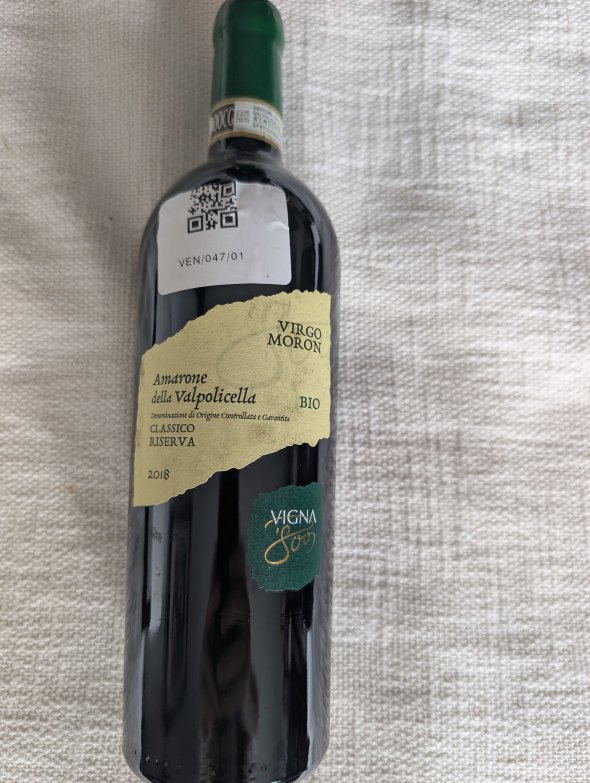 DOCG
VEN/047/01
VIRGO
MORON
Amarone
della Valpolicella
BIO
Denominazione di Origine Controllata e Garantita
CLASSICO
RISERVA
2018
VIGNA
'800